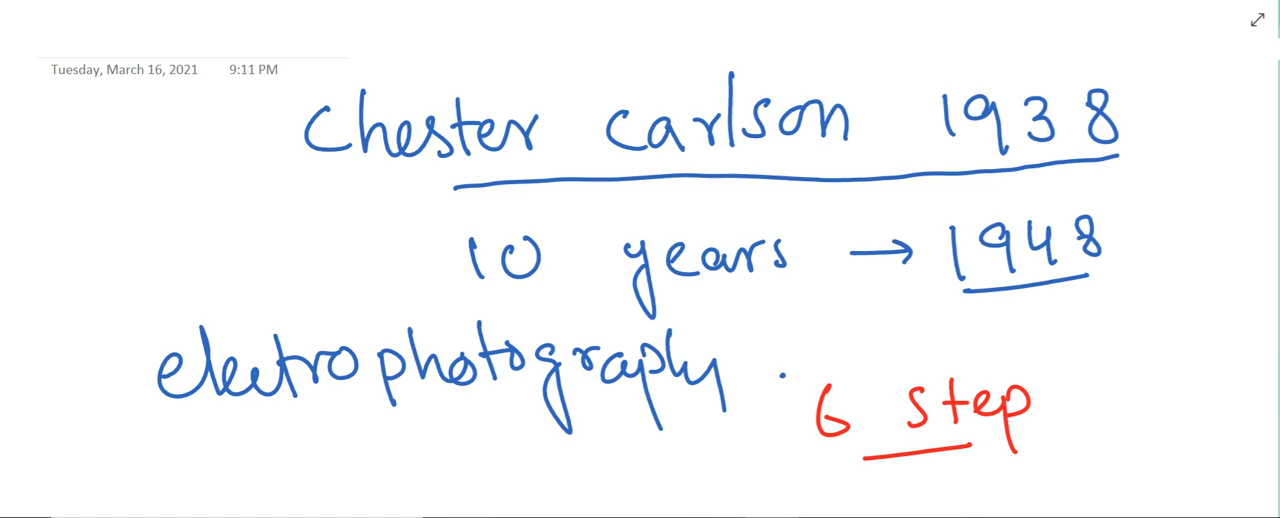 Tuesday, March 16, 2021 9:11 PM
Chester Carlson 1938
10 years → 1948
electrophotography .
6 step